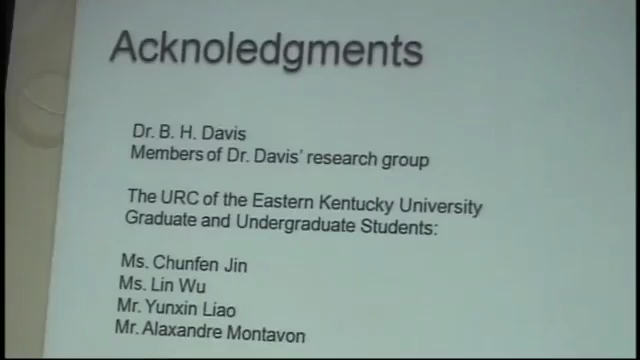 Acknoledgments
Dr. B. H. Davis
Members of Dr. Davis' research group
The URC of the Eastern Kentucky University
Graduate and Undergraduate Students:
Ms. Chunfen Jin
Ms. Lin Wu
Mr. Yunxin Liao
Mr. Alaxandre Montavon